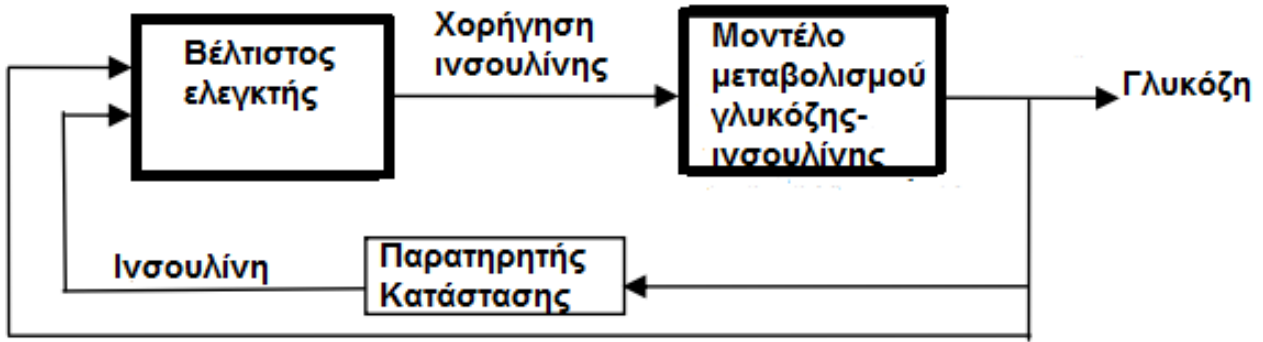 Βέλτιστος
ελεγκτής
Χορήγηση
ινσουλίνης
Μοντέλο
μεταβολισμού
γλυκόζης-
ινσουλίνης
Γλυκόζη
Ινσουλίνη
Παρατηρητής
Κατάστασης